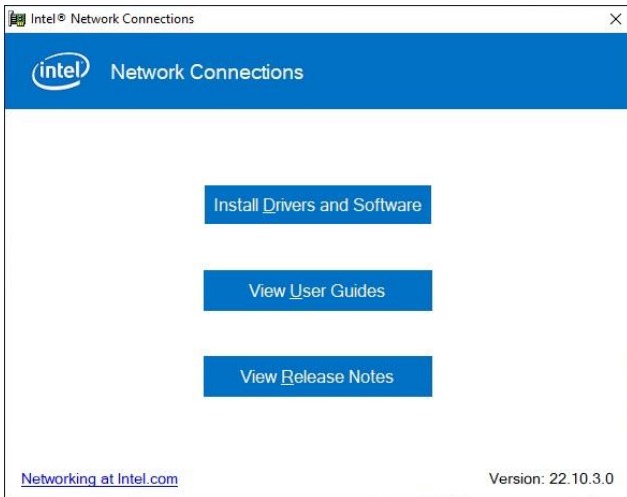 Intel® Network Connections
intel Network Connections
Install Drivers and Software
View User Guides
View Release Notes
Networking at Intel.com Version: 22.10.3.0